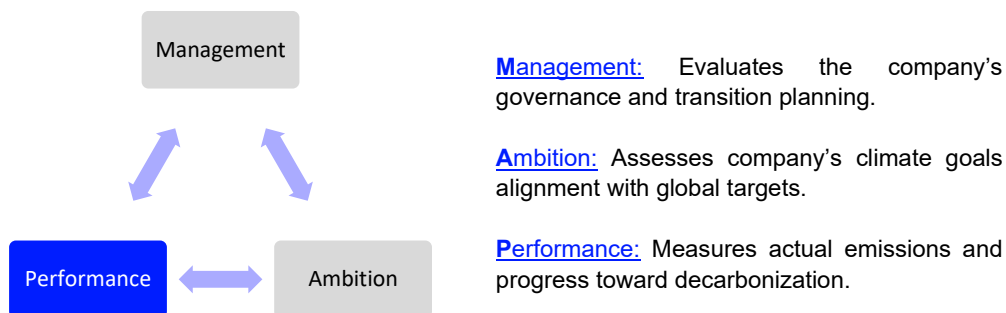 Management
Performance
Ambition
Management: Evaluates the company’s
governance and transition planning.
Ambition: Assesses company’s climate goals
alignment with global targets.
Performance: Measures actual emissions and
progress toward decarbonization.